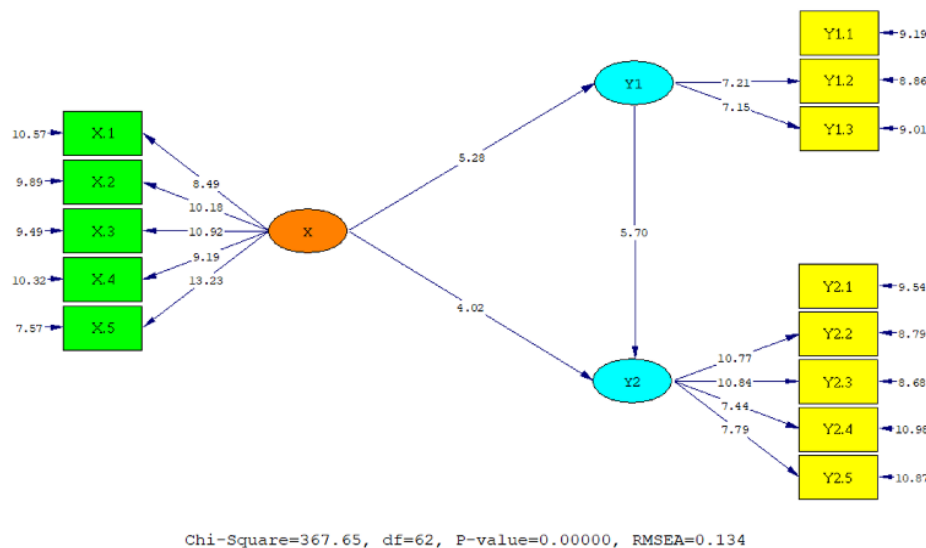 Y1.1
9.19
Y1
7.21
Y1.2
8.86
7.15
Y1.3
9.01
10.57
X.1
5.28
9.89
X.2
8.49
10.18
9.49
X.3
10.92
X
5.70
9.19
10.32
X.4
13.23
Y2.1
9.54
7.57
X.5
4.02
Y2.2
8.79
10.77
Y2
10.84
Y2.3
8.68
7.44
Y2.4
10.98
7.79
Y2.5
10.87
Chi-Square=367.65, df=62, P-value=0.00000, RMSEA=0.134